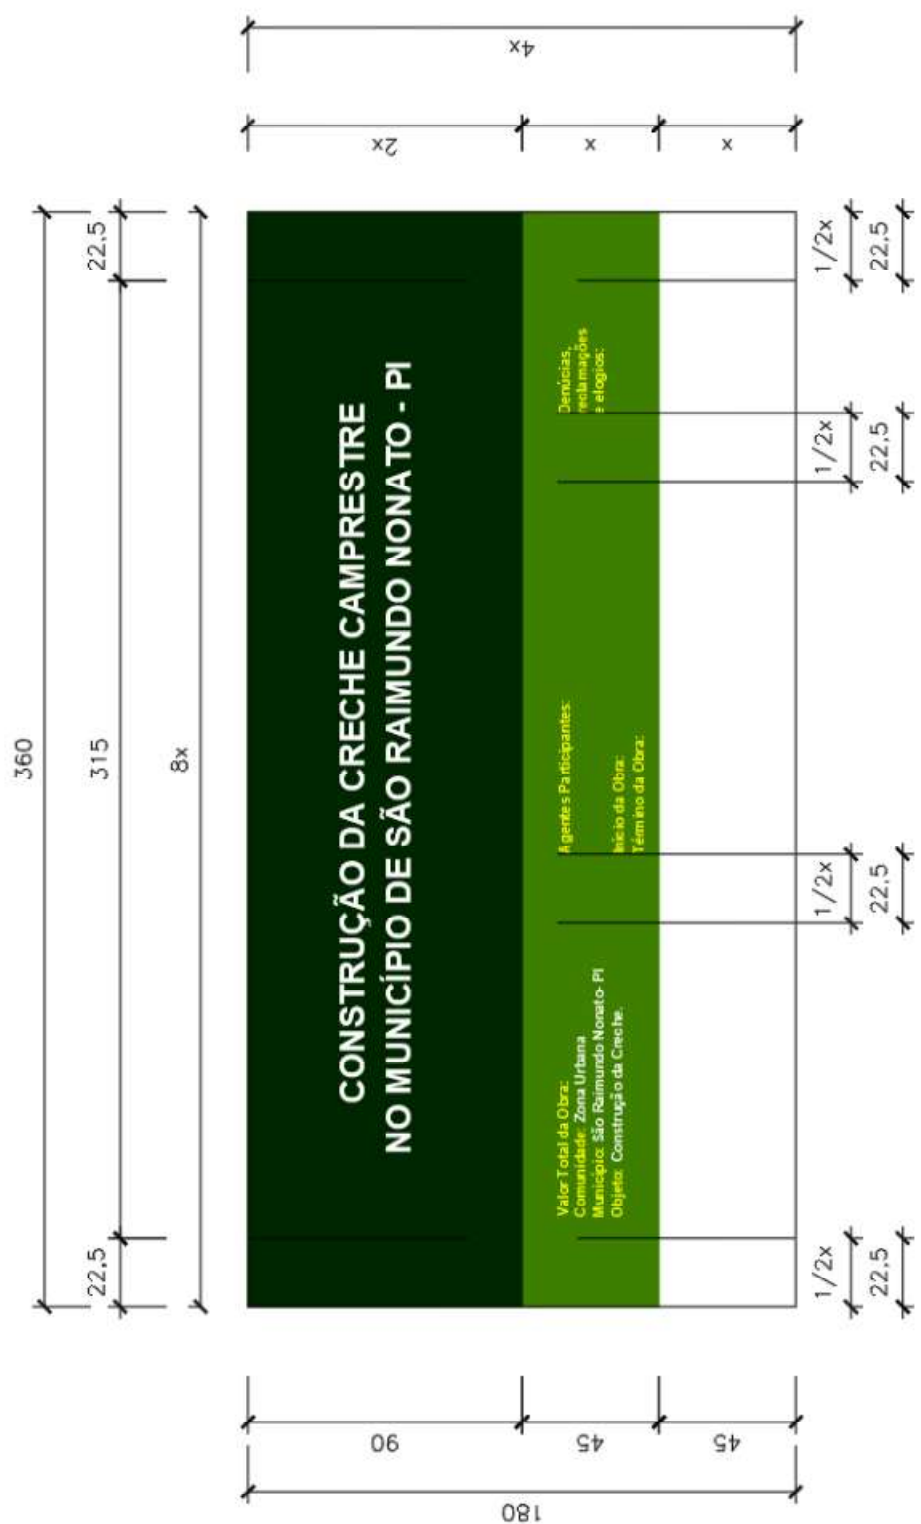 360
22,5
315
22,5
8x
180
90
45
45
4x
2x
x
x
CONSTRUÇÃO DA CRECHE CAMPRESTRE
NO MUNICÍPIO DE SÃO RAIMUNDO NONATO - PI
Valor Total da Obra:
Comunidade: Zona Urbana
Município: São Raimundo Nonato- PI
Objeto: Construção da Creche.
Agentes Participantes:
Início da Obra:
Término da Obra:
Denúcias,
reclamações
e elogios:
1/2x
1/2x
1/2x
1/2x
22,5
22,5
22,5
22,5